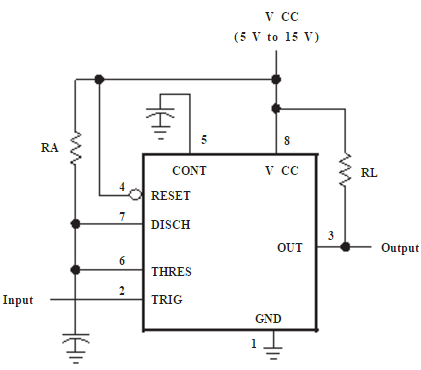 V CC
(5 V to 15 V)
RA
5
8
CONT
V CC
RL
4
RESET
7
DISCH
3
OUT
Output
6
THRES
Input
2
TRIG
GND
1